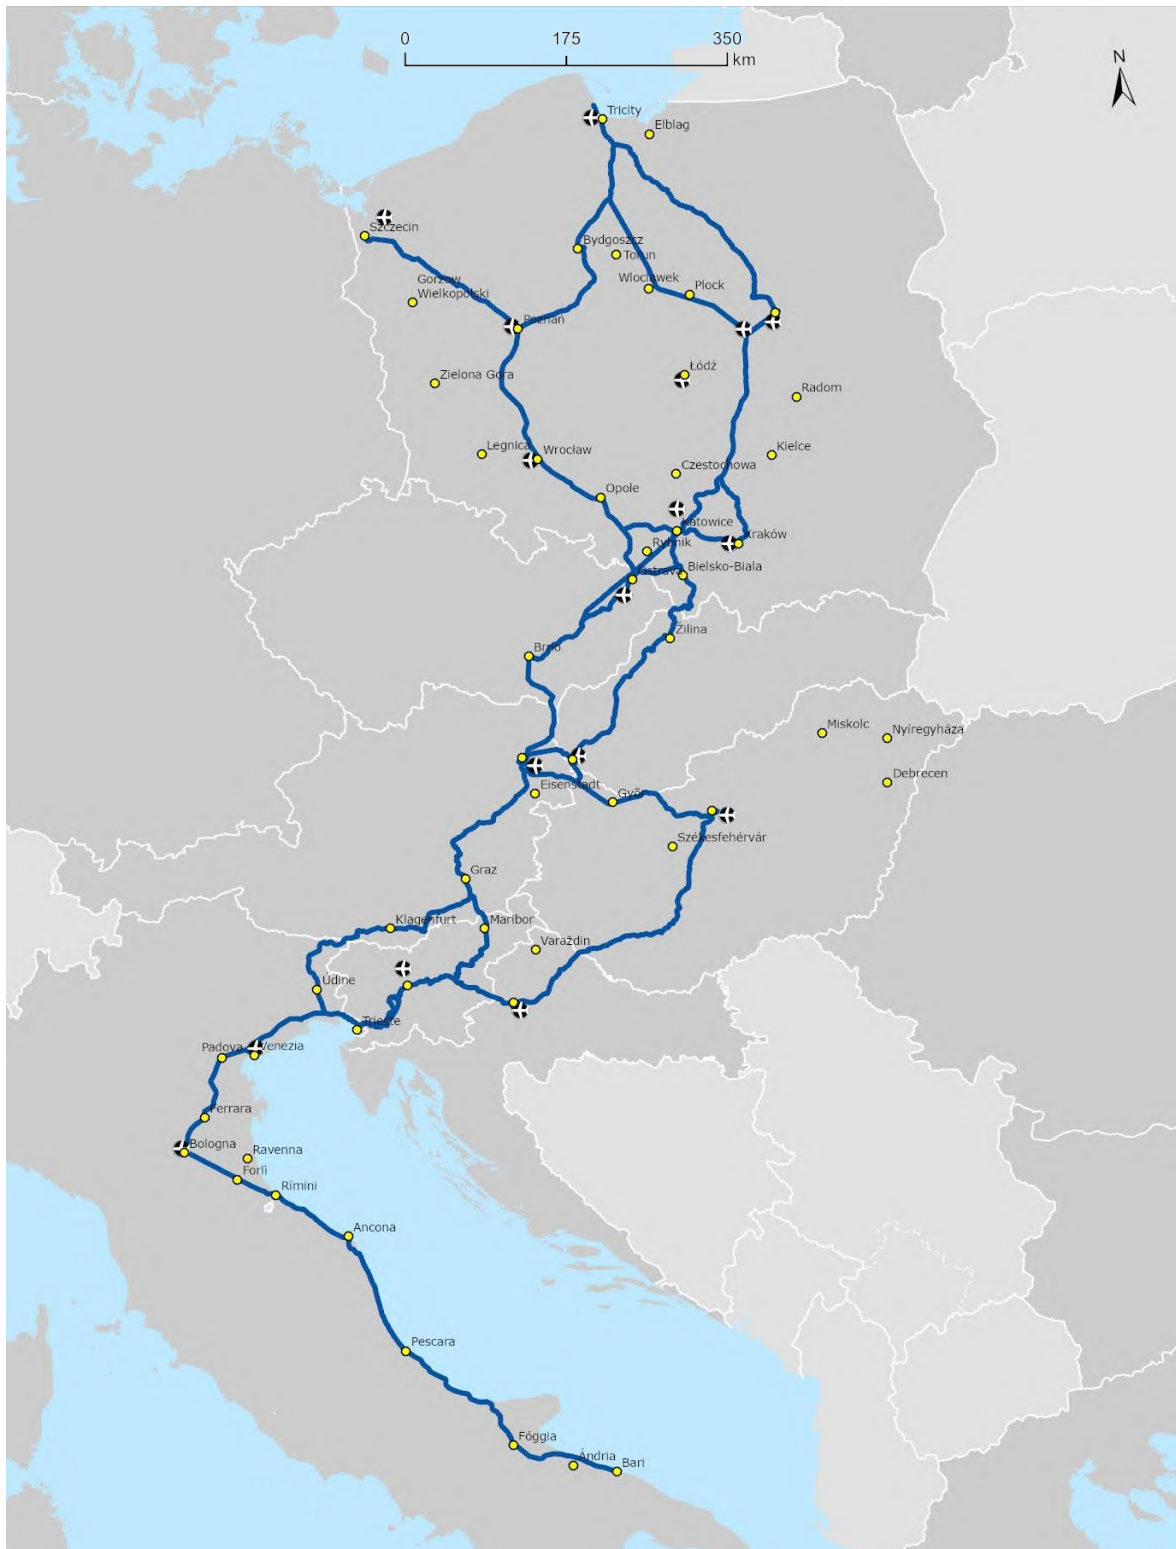 0 175 350
km
N
Tricity
Elblag
Szczecin
Bydgoszcz
Torun
Gorzow
Wielkopolski
Wloclawek
Plock
Poznań
Łódź
Zielona Gora
Radom
Legnica
Wrocław
Kielce
Czestochowa
Opole
Katowice
Kraków
Rybnik
Ostrava
Bielsko-Biala
Žilina
Brno
Miskolc
Nyíregyháza
Debrecen
Eisenstadt
Győr
Székesfehérvár
Graz
Klagenfurt
Maribor
Varaždin
Udine
Trieste
Padova
Venezia
Ferrara
Bologna
Ravenna
Forlì
Rímini
Ancona
Pescara
Fóggia
Ándria
Bari